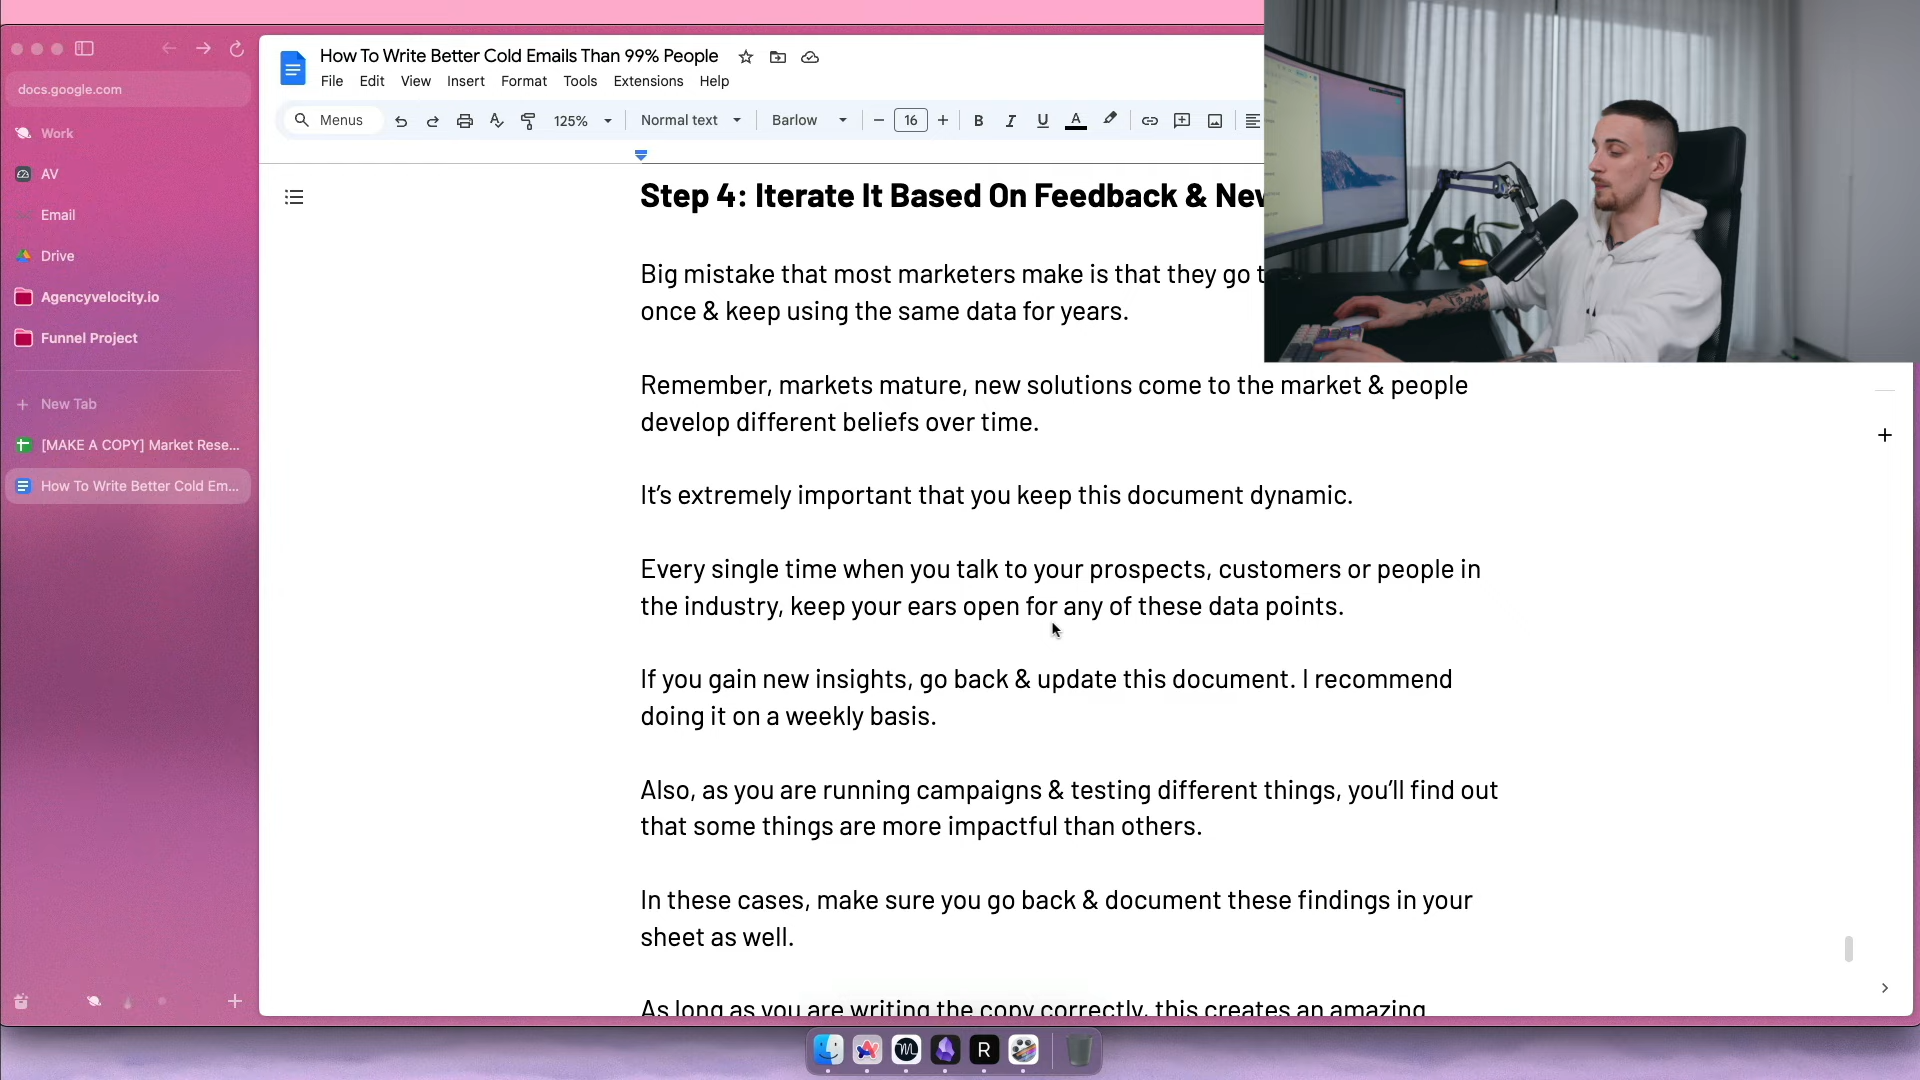 How To Write Better Cold Emails Than 99% People
File Edit View Insert Format Tools Extensions Help
docs.google.com
Menus 125% Normal text Barlow 16 B I U A
Work
AV
Email
Drive
Agencyvelocity.io
Funnel Project
New Tab
[MAKE A COPY] Market Rese...
How To Write Better Cold Em...
Step 4: Iterate It Based On Feedback &
Big mistake that most marketers make is that they go
once & keep using the same data for years.
Remember, markets mature, new solutions come to the market & people
develop different beliefs over time.
It’s extremely important that you keep this document dynamic.
Every single time when you talk to your prospects, customers or people in
the industry, keep your ears open for any of these data points.
If you gain new insights, go back & update this document. I recommend
doing it on a weekly basis.
Also, as you are running campaigns & testing different things, you’ll find out
that some things are more impactful than others.
In these cases, make sure you go back & document these findings in your
sheet as well.
As long as you are writing the copy correctly, this creates an amazing
R